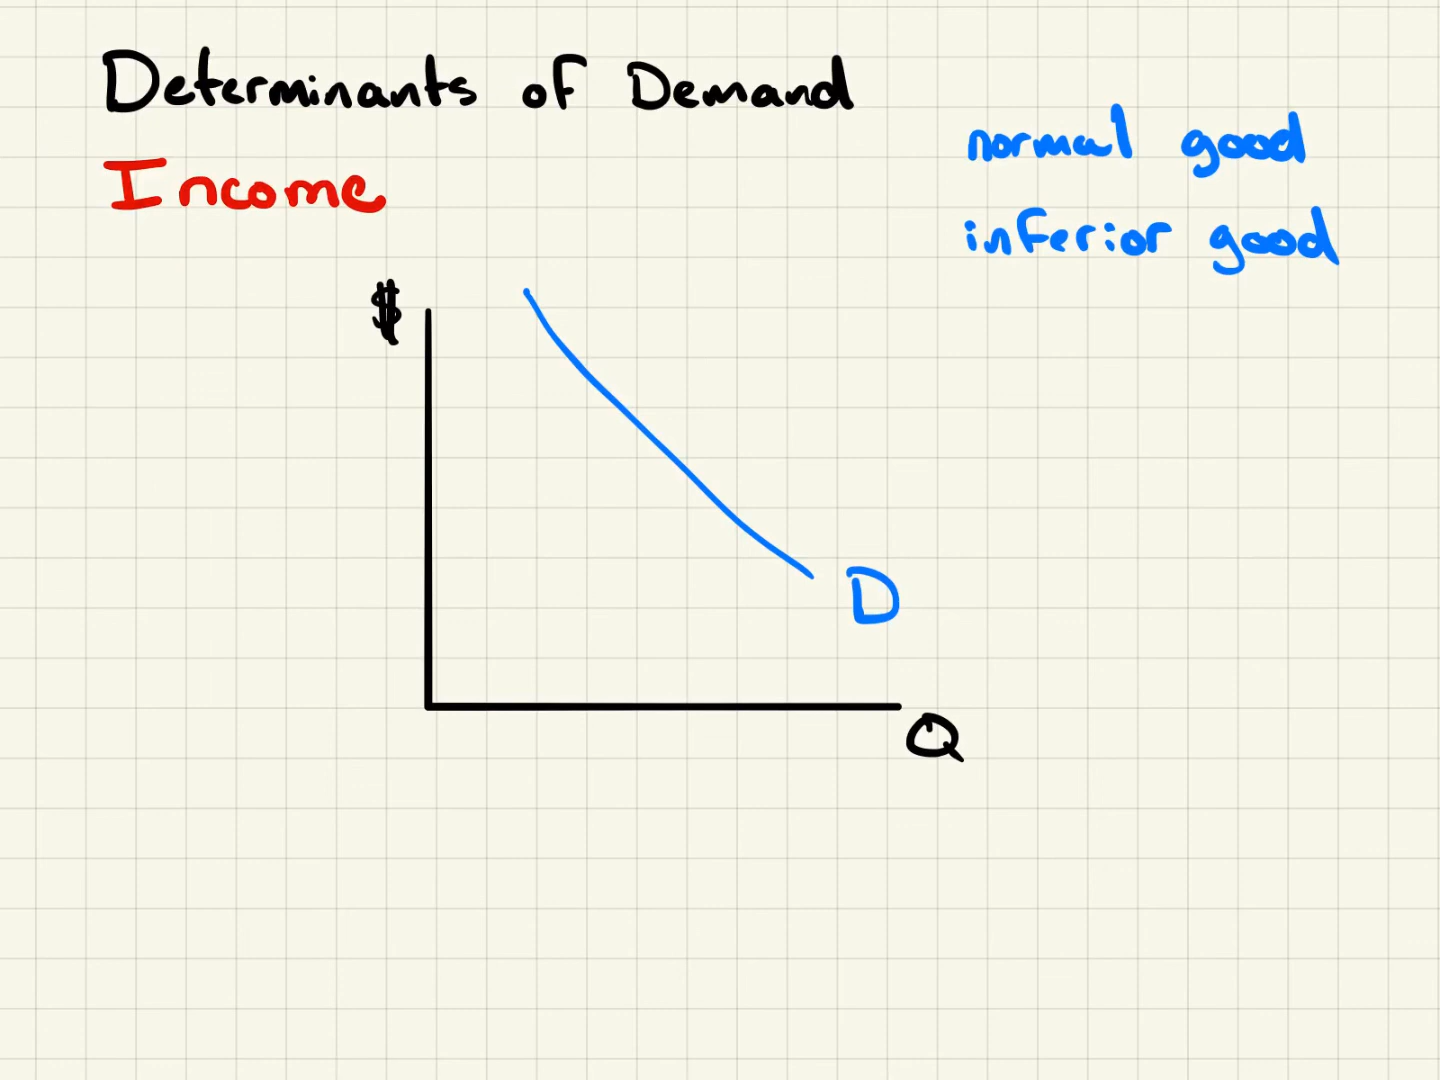 Determinants of Demand
Income
normal good
inferior good
$
D
Q